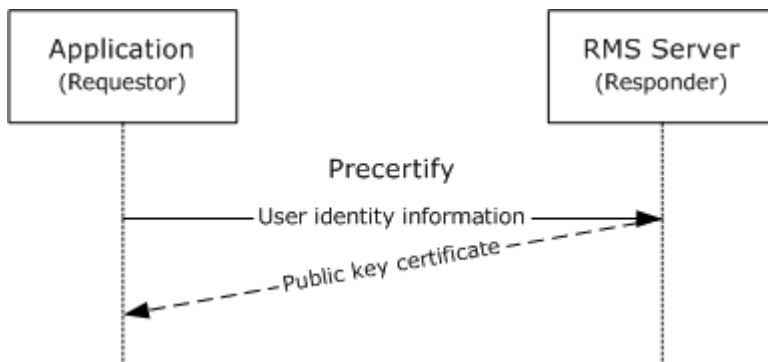 Application
(Requestor)
RMS Server
(Responder)
Precertify
User identity information
Public key certificate